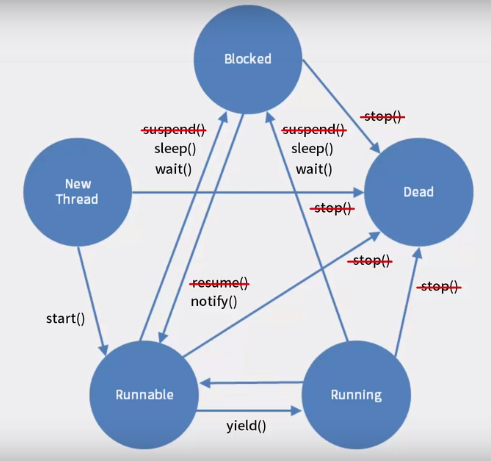 Blocked
suspend()
sleep()
wait()
suspend()
sleep()
wait()
stop()
New
Thread
Dead
stop()
stop()
resume()
notify()
stop()
start()
Runnable
Running
yield()